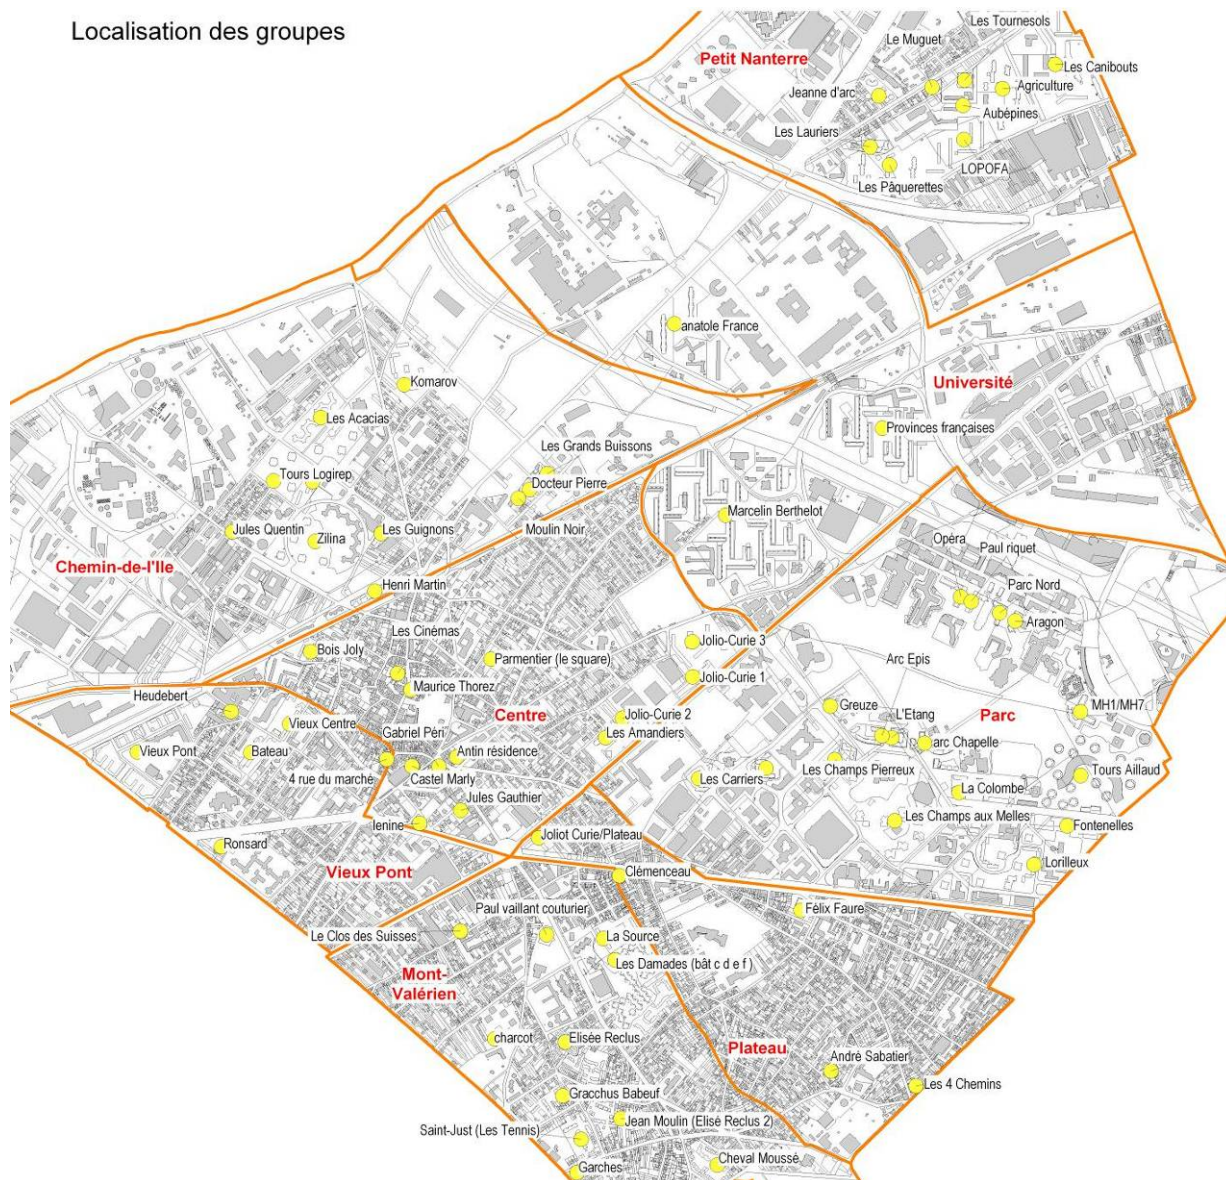 Localisation des groupes
Les Tournesols
Le Muguet
Petit Nanterre
Les Canibouts
Jeanne d'arc
Agriculture
Aubépines
Les Lauriers
LOPOFA
Les Pâquerettes
anatole France
Komarov
Université
Les Acacias
Provinces françaises
Les Grands Buissons
Tours Logirep
Docteur Pierre
Marcelin Berthelot
Jules Quentin
Les Guignons
Moulin Noir
Zilina
Opéra
Paul riquet
Chemin-de-l'Ile
Parc Nord
Henri Martin
Aragon
Les Cinémas
Jolio-Curie 3
Bois Joly
Parmentier (le square)
Arc Epis
Jolio-Curie 1
Heudebert
Maurice Thorez
Greuze
MH1/MH7
Centre
Jolio-Curie 2
L'Etang
Parc
Vieux Centre
Gabriel Péri
Les Amandiers
arc Chapelle
Vieux Pont
Bateau
Antin résidence
4 rue du marché
Castel Marly
Les Carriers
Les Champs Pierreux
Tours Aillaud
La Colombe
Jules Gauthier
lenine
Les Champs aux Melles
Fontenelles
Joliot Curie/Plateau
Ronsard
Lorilleux
Vieux Pont
Clémenceau
Paul vaillant couturier
Félix Faure
Le Clos des Suisses
La Source
Les Damades (bât c d e f )
Mont-
Valérien
charcot
Elisée Reclus
Plateau
André Sabatier
Les 4 Chemins
Gracchus Babeuf
Jean Moulin (Elisé Reclus 2)
Saint-Just (Les Tennis)
Cheval Moussé
Garches